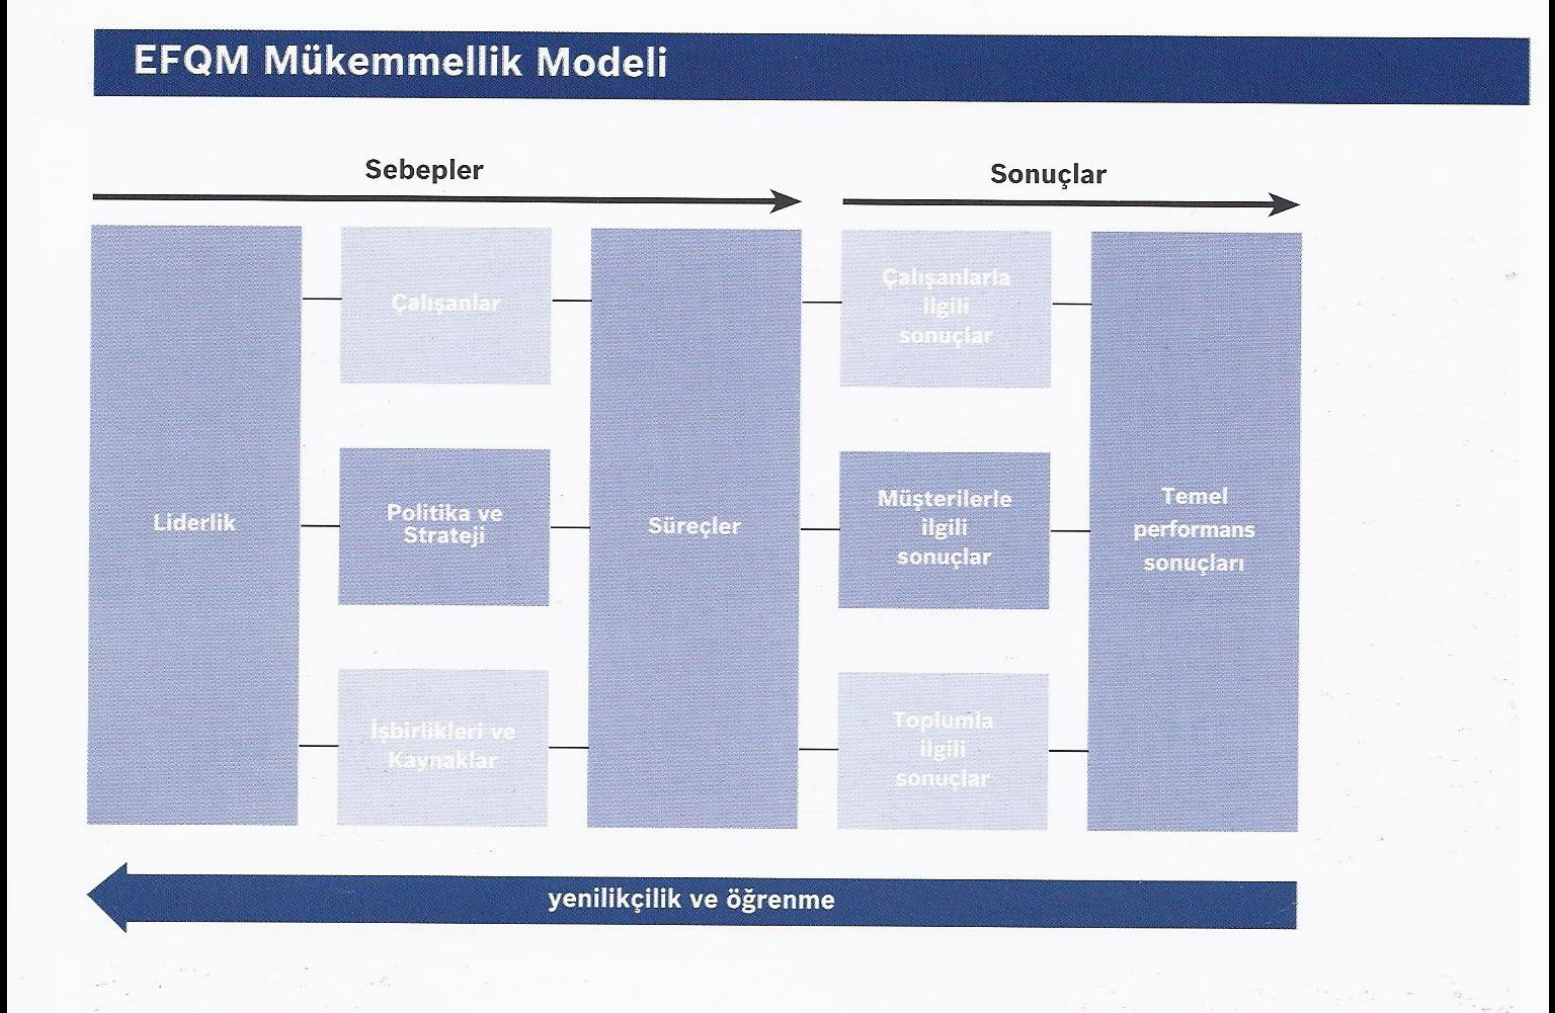 EFQM Mükemmellik Modeli
Sebepler
Sonuçlar
Liderlik
Çalışanlar
Politika ve
Strateji
İşbirlikleri ve
Kaynaklar
Süreçler
Çalışanlarla
ilgili
sonuçlar
Müşterilerle
ilgili
sonuçlar
Toplumla
ilgili
sonuçlar
Temel
performans
sonuçları
yenilikçilik ve öğrenme